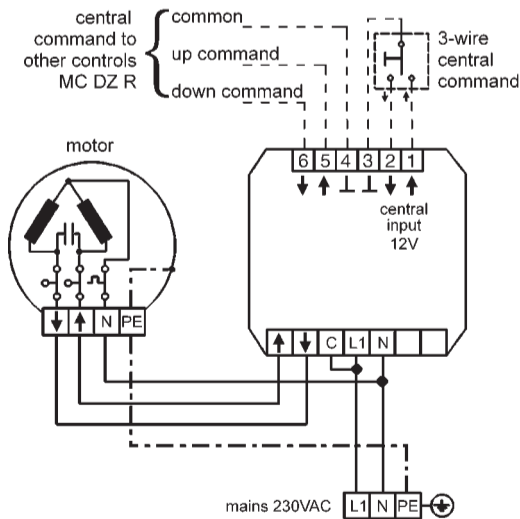 central
command to
other controls
MC DZ R
common
up command
down command
3-wire
central
command
motor
6 5 4 3 2 1
central
input
12V
N PE
C L1 N
mains 230VAC L1 N PE